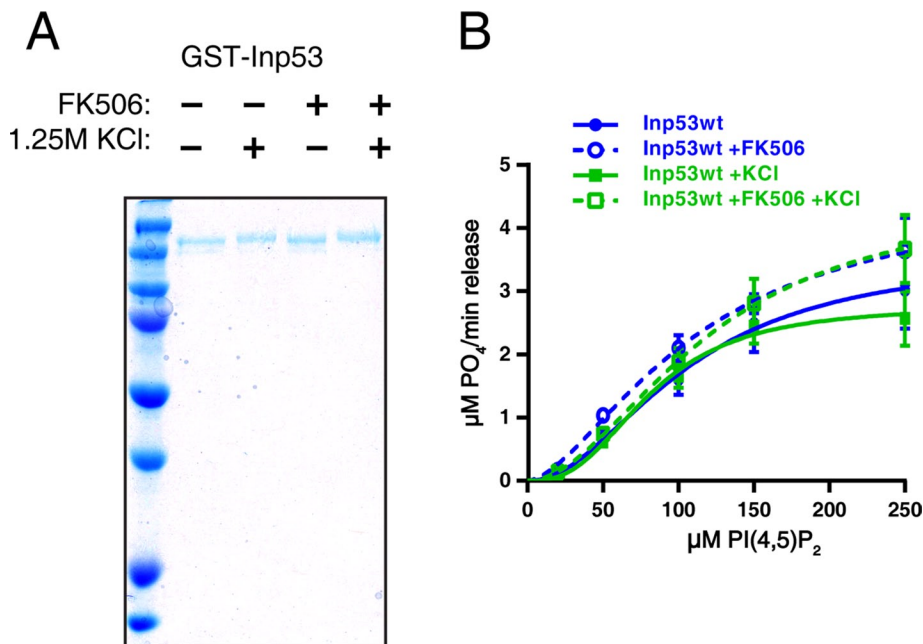 A
GST-Inp53
FK506: – – + +
1.25M KCl: – + – +
B
Inp53wt
Inp53wt +FK506
Inp53wt +KCl
Inp53wt +FK506 +KCl
5
4
3
2
1
0
µM PO4/min release
0 50 100 150 200 250
µM PI(4,5)P2